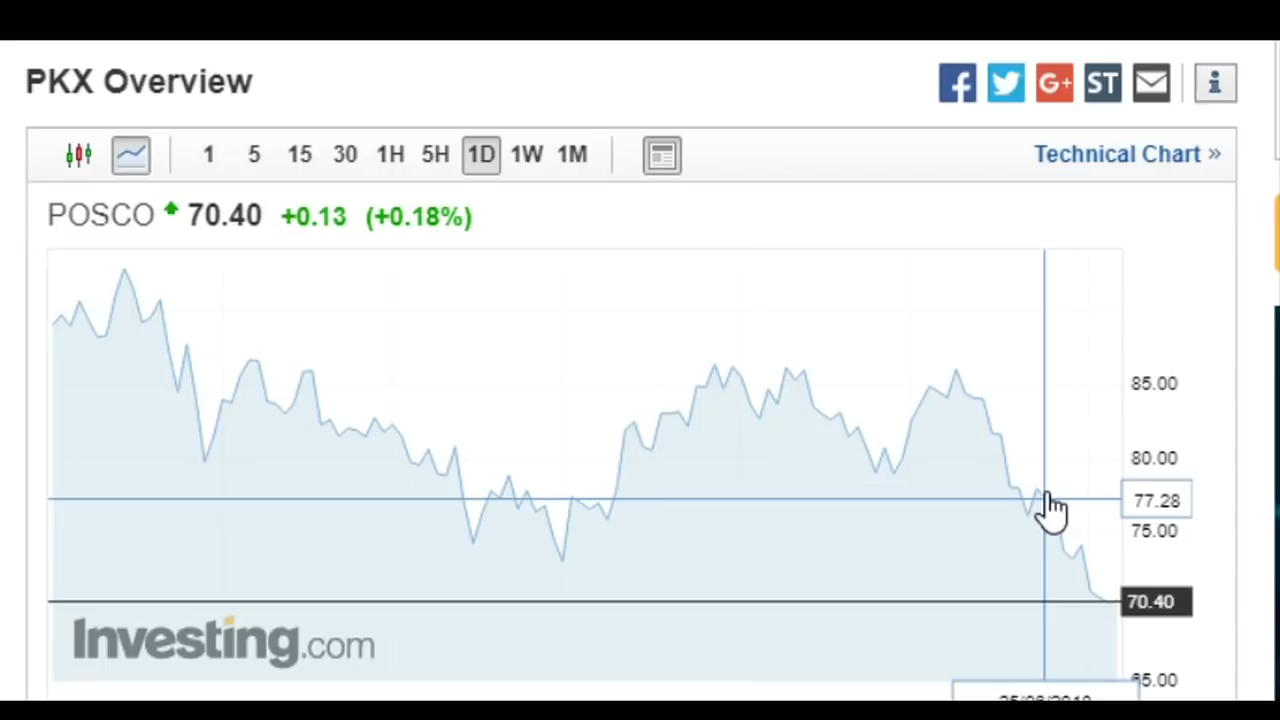 PKX Overview
f G+ ST i
1 5 15 30 1H 5H 1D 1W 1M
Technical Chart »
POSCO 70.40 +0.13 (+0.18%)
85.00
80.00
77.28
75.00
70.40
Investing.com
65.00